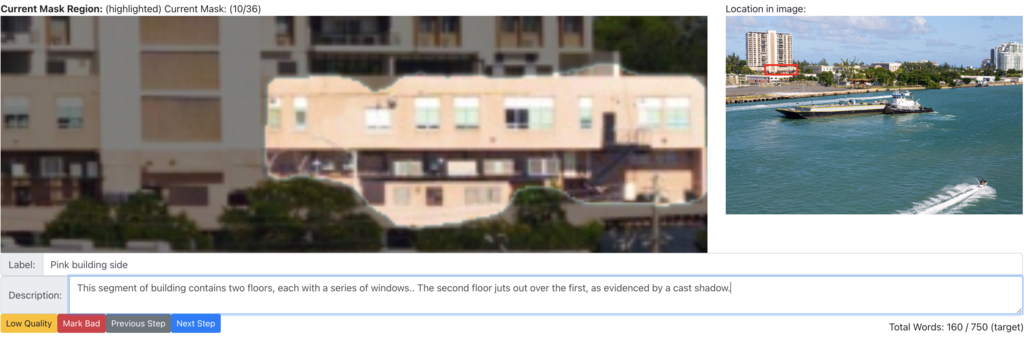 Current Mask Region: (highlighted) Current Mask: (10/36)
Location in image:
Label: Pink building side
Description: This segment of building contains two floors, each with a series of windows.. The second floor juts out over the first, as evidenced by a cast shadow.
Low Quality Mark Bad Previous Step Next Step
Total Words: 160 / 750 (target)